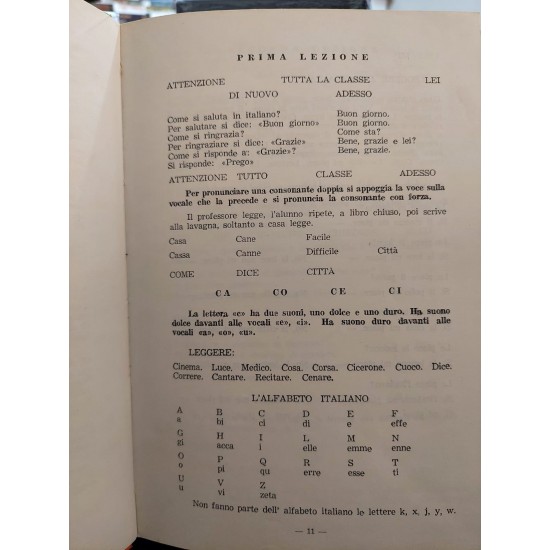 PRIMA LEZIONE
ATTENZIONE TUTTA LA CLASSE LEI
DI NUOVO ADESSO
Come si saluta in italiano? Buon giorno.
Per salutare si dice: «Buon giorno» Buon giorno.
Come si ringrazia? Come sta?
Per ringraziare si dice: «Grazie» Bene, grazie e lei?
Come si risponde a: «Grazie»? Bene, grazie.
Si risponde: «Prego»
ATTENZIONE TUTTO CLASSE ADESSO
Per pronunciare una consonante doppia si appoggia la voce sulla
vocale che la precede e si pronuncia la consonante con forza.
Il professore legge, l'alunno ripete, a libro chiuso, poi scrive
alla lavagna, soltanto a casa legge.
Casa Cane Facile
Cassa Canne Difficile Città
COME DICE CITTÀ
CA CO CE CI
La lettera «c» ha due suoni, uno dolce e uno duro. Ha suono
dolce davanti alle vocali «e», «i». Ha suono duro davanti alle
vocali «a», «o», «u».
LEGGERE:
Cinema. Luce. Medico. Cosa. Corsa. Cicerone. Cuoco. Dice.
Correre. Cantare. Recitare. Cenare.
L'ALFABETO ITALIANO
A B C D E F
a bi ci di e effe
G H I L M N
gi acca i elle emme enne
O P Q R S T
o pi qu erre esse ti
U V Z
u vi zeta
Non fanno parte dell' alfabeto italiano le lettere k, x, j, y, w.
— 11 —